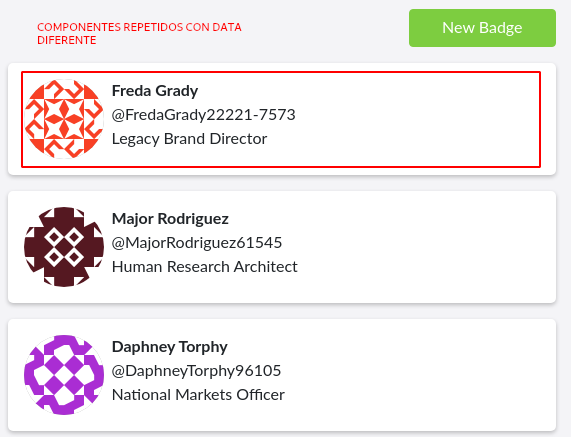 COMPONENTES REPETIDOS CON DATA
DIFERENTE
New Badge
Freda Grady
@FredaGrady22221-7573
Legacy Brand Director
Major Rodriguez
@MajorRodriguez61545
Human Research Architect
Daphney Torphy
@DaphneyTorphy96105
National Markets Officer